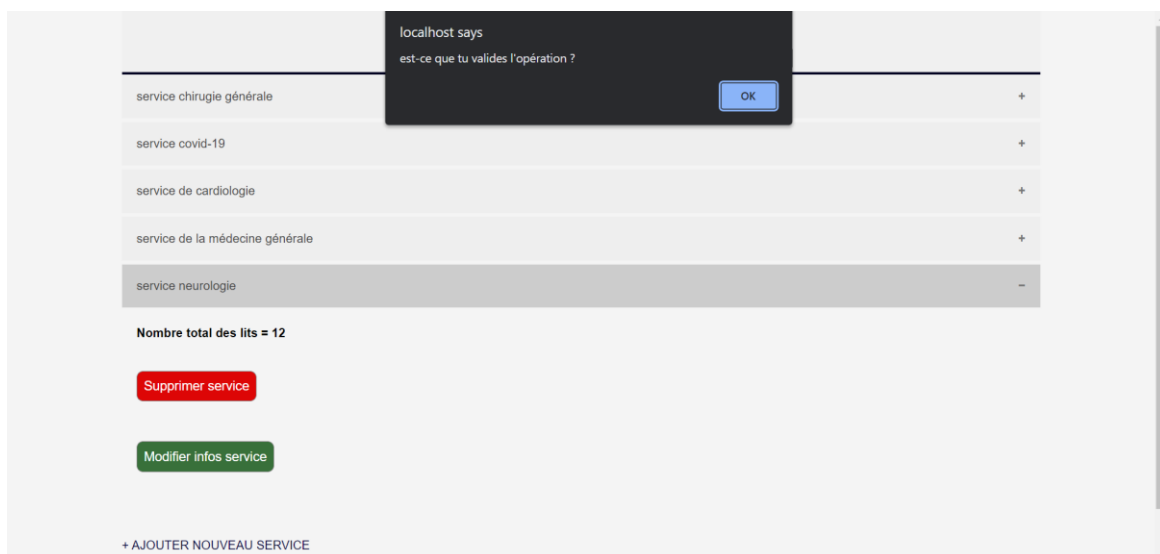 localhost says
est-ce que tu valides l'opération ?
OK
service chirugie générale +
service covid-19 +
service de cardiologie +
service de la médecine générale +
service neurologie −
Nombre total des lits = 12
Supprimer service
Modifier infos service
+ AJOUTER NOUVEAU SERVICE